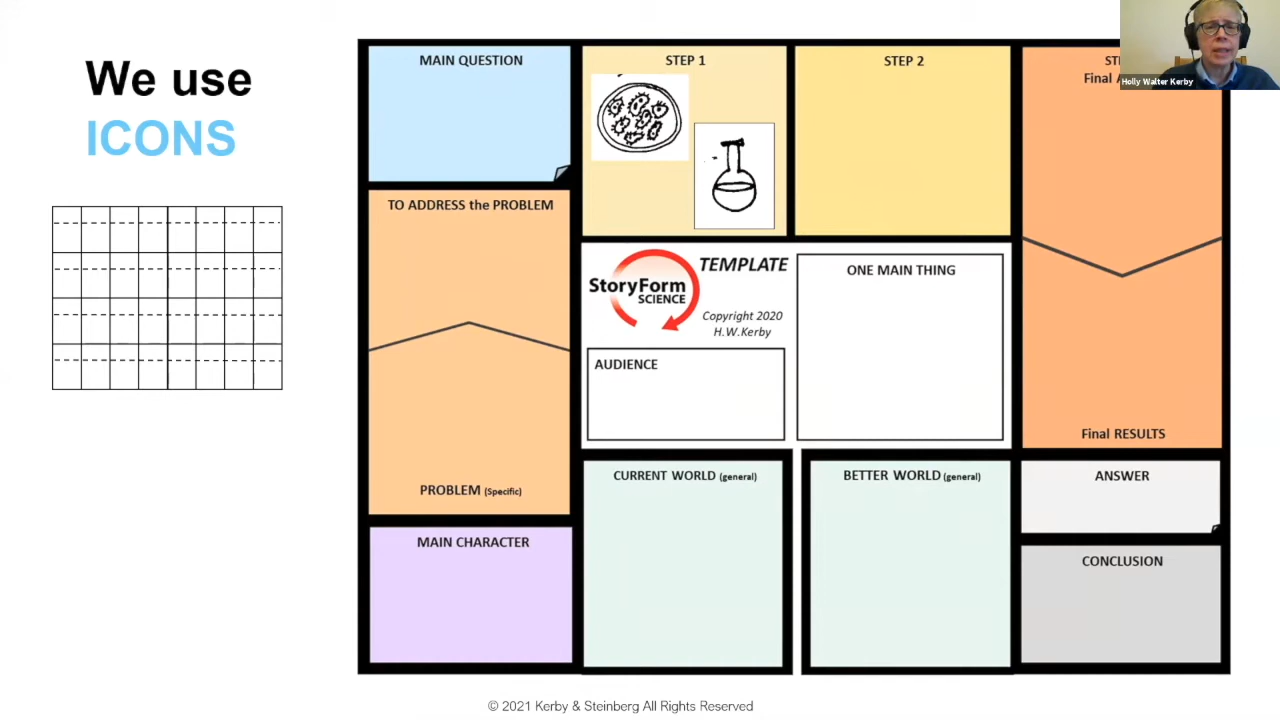 We use
ICONS
MAIN QUESTION
TO ADDRESS the PROBLEM
PROBLEM (Specific)
MAIN CHARACTER
STEP 1
STEP 2
Final
Holly Walter Kerby
StoryForm
SCIENCE
TEMPLATE
Copyright 2020
H.W.Kerby
AUDIENCE
ONE MAIN THING
Final RESULTS
CURRENT WORLD (general)
BETTER WORLD (general)
ANSWER
CONCLUSION
© 2021 Kerby & Steinberg All Rights Reserved